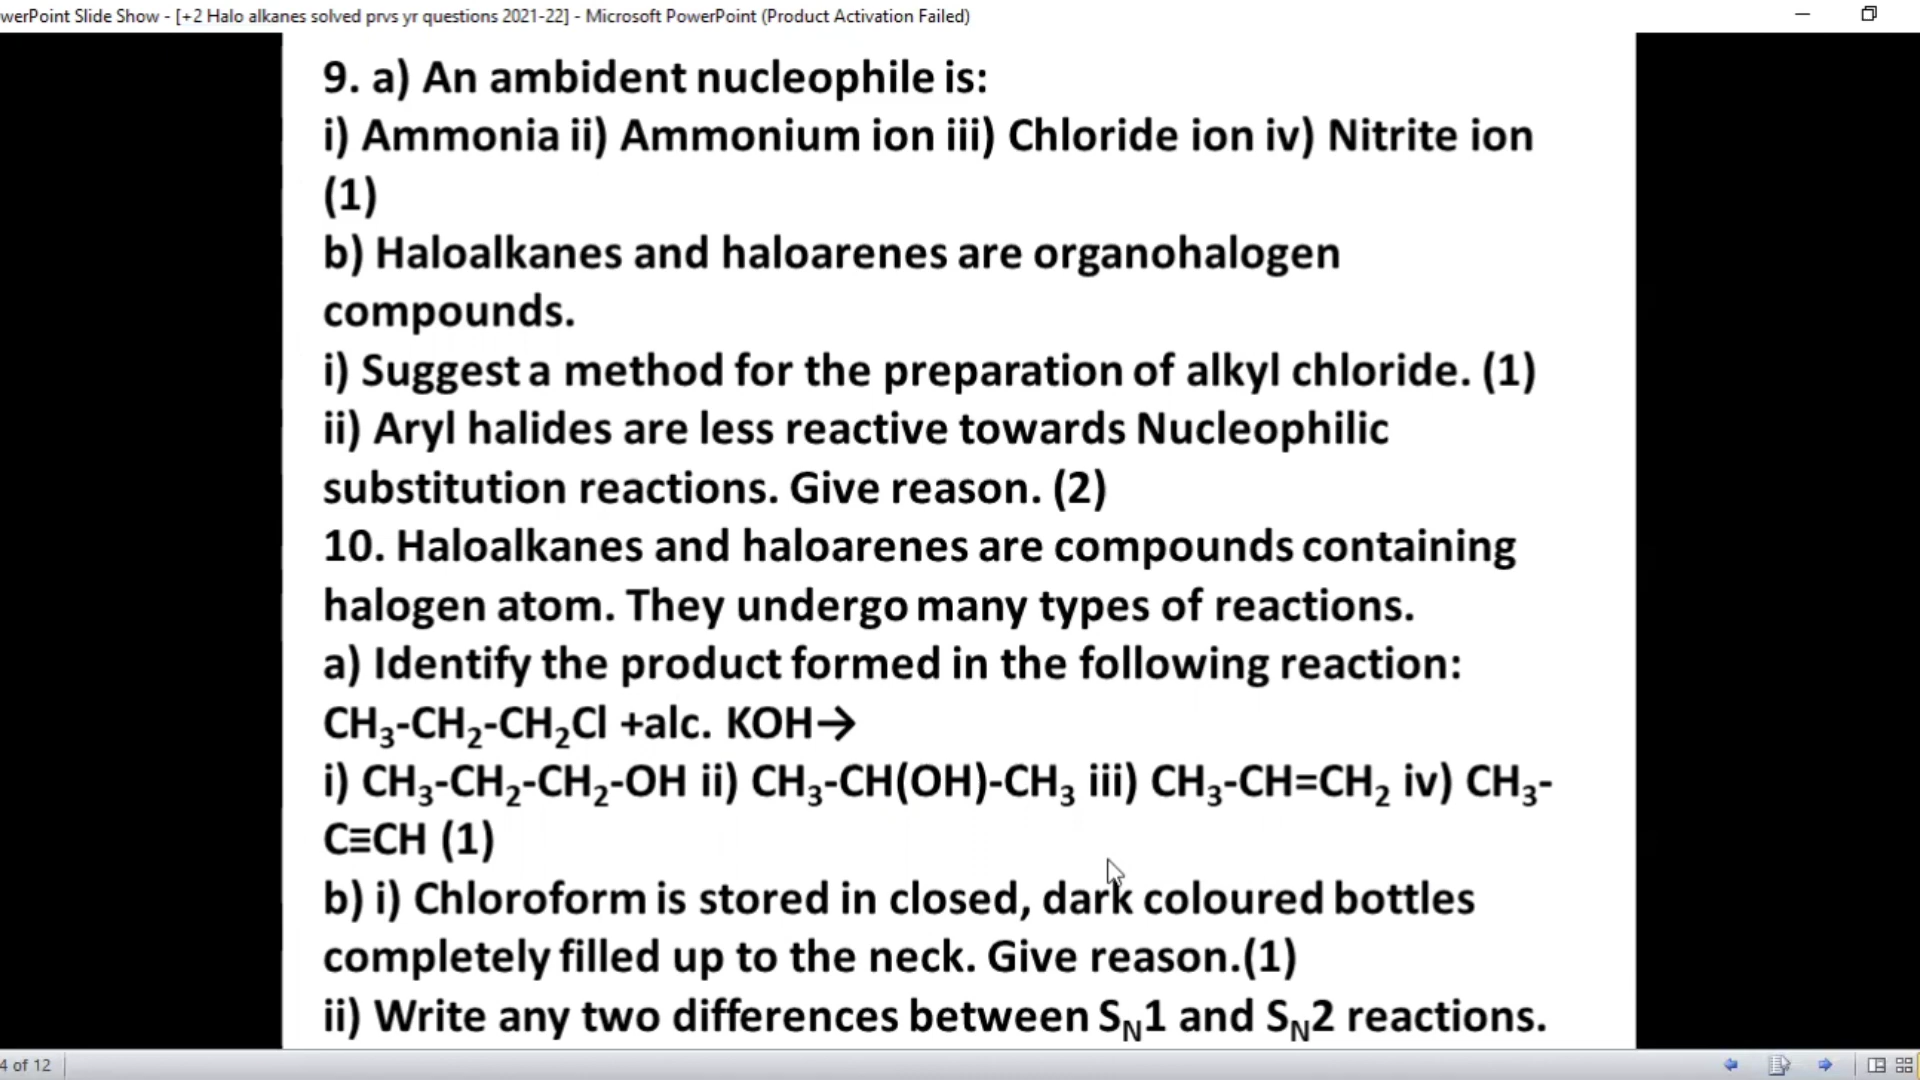 werPoint Slide Show - [+2 Halo alkanes solved prvs yr questions 2021-22] - Microsoft PowerPoint (Product Activation Failed)
9. a) An ambident nucleophile is:
i) Ammonia ii) Ammonium ion iii) Chloride ion iv) Nitrite ion
(1)
b) Haloalkanes and haloarenes are organohalogen
compounds.
i) Suggest a method for the preparation of alkyl chloride. (1)
ii) Aryl halides are less reactive towards Nucleophilic
substitution reactions. Give reason. (2)
10. Haloalkanes and haloarenes are compounds containing
halogen atom. They undergo many types of reactions.
a) Identify the product formed in the following reaction:
CH₃-CH₂-CH₂Cl +alc. KOH→
i) CH₃-CH₂-CH₂-OH ii) CH₃-CH(OH)-CH₃ iii) CH₃-CH=CH₂ iv) CH₃-
C≡CH (1)
b) i) Chloroform is stored in closed, dark coloured bottles
completely filled up to the neck. Give reason.(1)
ii) Write any two differences between S_N1 and S_N2 reactions.
4 of 12